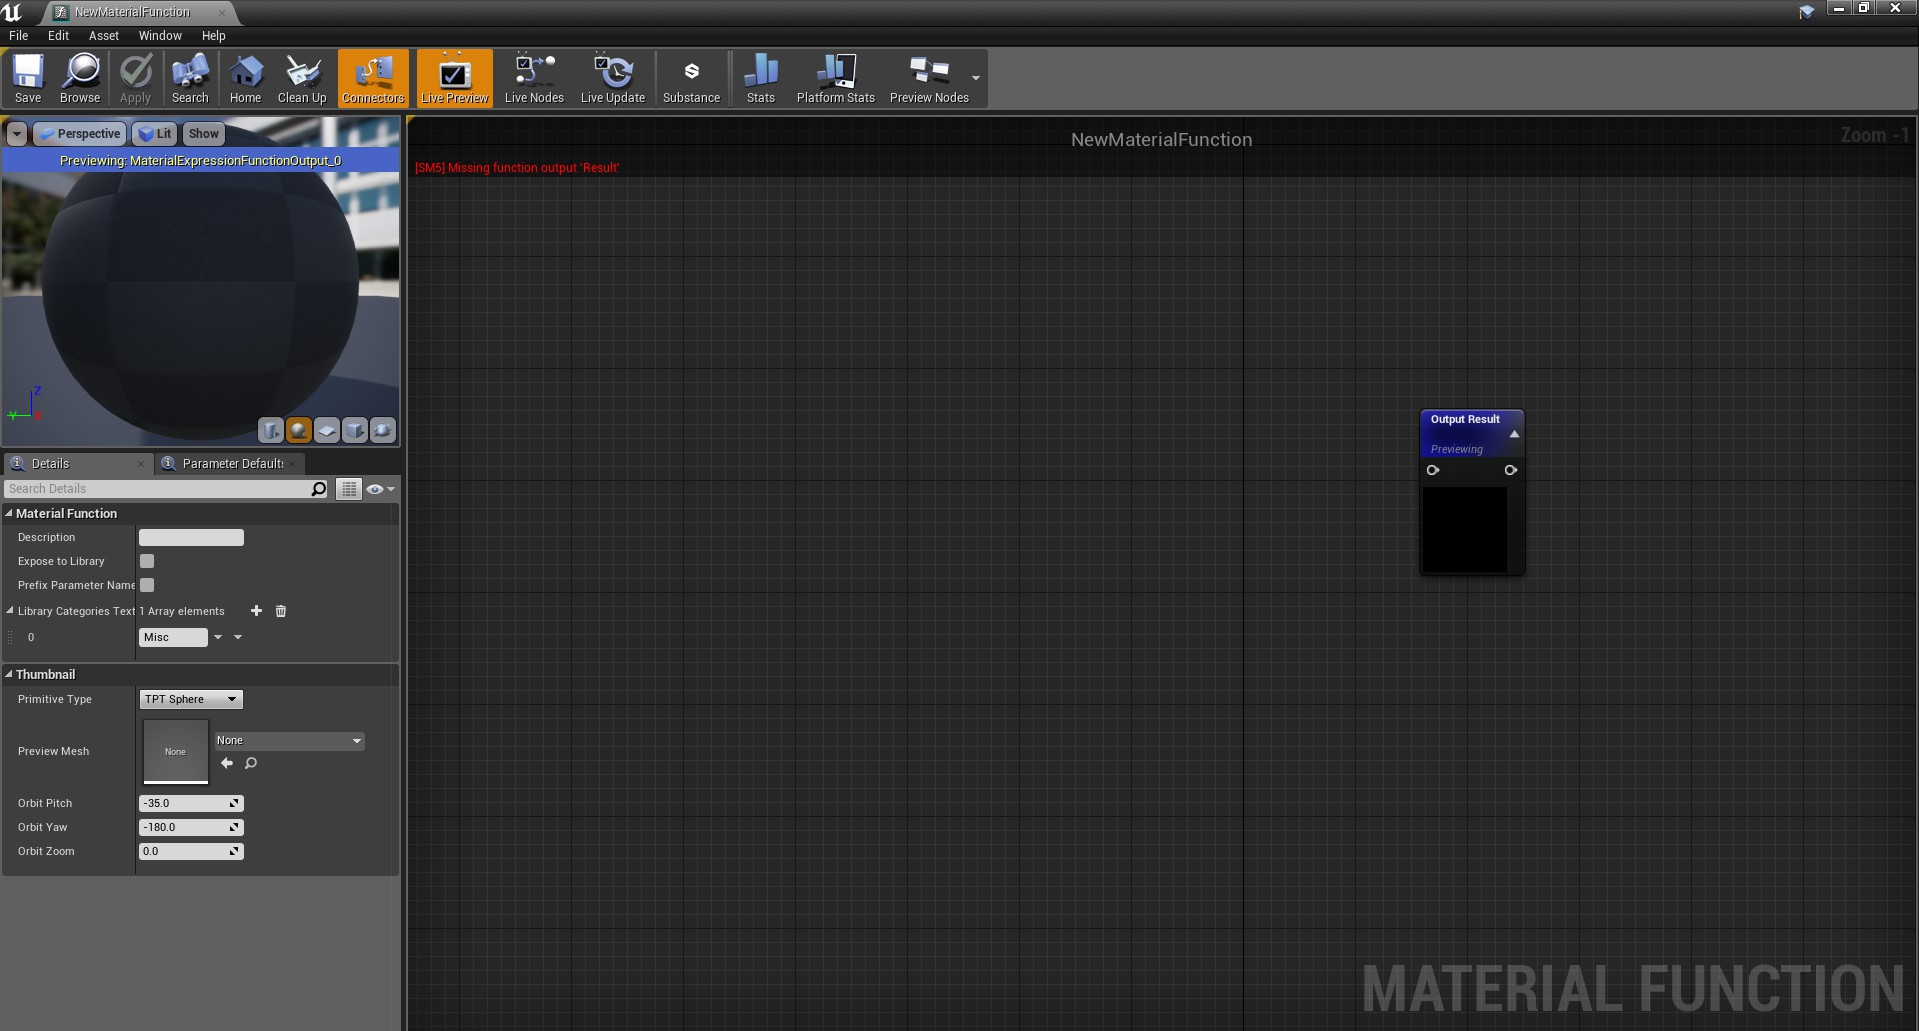 NewMaterialFunction
File Edit Asset Window Help
Save Browse Apply Search Home Clean Up Connectors Live Preview Live Nodes Live Update Substance Stats Platform Stats Preview Nodes
Perspective Lit Show
Previewing: MaterialExpressionFunctionOutput_0
NewMaterialFunction
Zoom -1
[SM5] Missing function output 'Result'
Z
Y
Output Result
Previewing
Details Parameter Defaults
Search Details
Material Function
Description
Expose to Library
Prefix Parameter Name
Library Categories Text 1 Array elements
0 Misc
Thumbnail
Primitive Type TPT Sphere
Preview Mesh None None
Orbit Pitch -35.0
Orbit Yaw -180.0
Orbit Zoom 0.0
MATERIAL FUNCTION